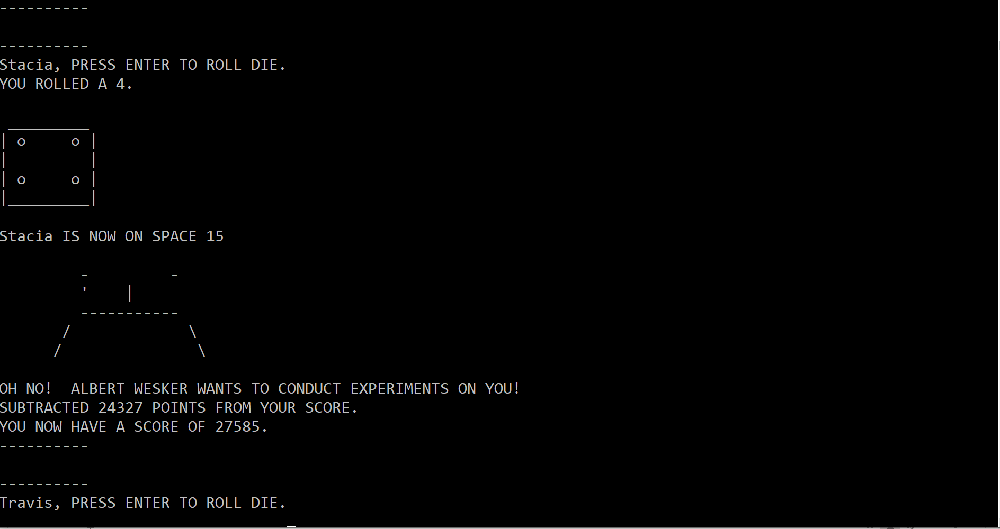 ----------
----------
Stacia, PRESS ENTER TO ROLL DIE.
YOU ROLLED A 4.
 _________
| o     o |
|         |
| o     o |
|_________|
Stacia IS NOW ON SPACE 15
         -         -
         '    |
         -----------
       /             \
      /               \
OH NO!  ALBERT WESKER WANTS TO CONDUCT EXPERIMENTS ON YOU!
SUBTRACTED 24327 POINTS FROM YOUR SCORE.
YOU NOW HAVE A SCORE OF 27585.
----------
----------
Travis, PRESS ENTER TO ROLL DIE.